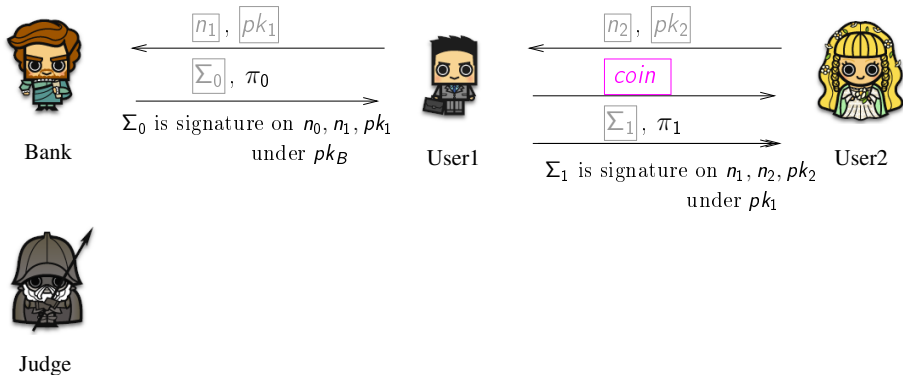 n₁, pk₁
Σ₀, π₀
Σ₀ is signature on n₀, n₁, pk₁
under pk_B
Bank
User1
n₂, pk₂
coin
Σ₁, π₁
Σ₁ is signature on n₁, n₂, pk₂
under pk₁
User2
Judge